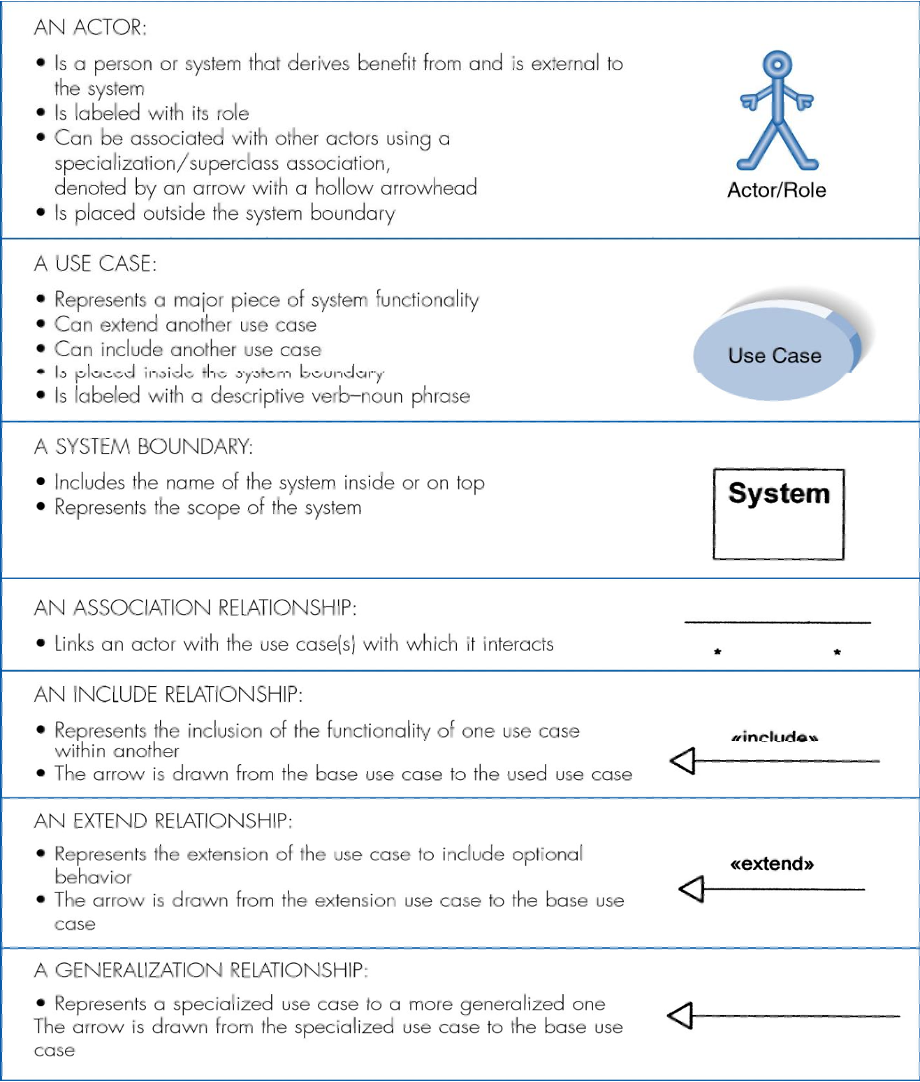 AN ACTOR:
• Is a person or system that derives benefit from and is external to
the system
• Is labeled with its role
• Can be associated with other actors using a
specialization/superclass association,
denoted by an arrow with a hollow arrowhead
• Is placed outside the system boundary
Actor/Role
A USE CASE:
• Represents a major piece of system functionality
• Can extend another use case
• Can include another use case
• Is placed inside the system boundary
• Is labeled with a descriptive verb–noun phrase
Use Case
A SYSTEM BOUNDARY:
• Includes the name of the system inside or on top
• Represents the scope of the system
System
AN ASSOCIATION RELATIONSHIP:
• Links an actor with the use case(s) with which it interacts
* *
AN INCLUDE RELATIONSHIP:
• Represents the inclusion of the functionality of one use case
within another
• The arrow is drawn from the base use case to the used use case
«include»
AN EXTEND RELATIONSHIP:
• Represents the extension of the use case to include optional
behavior
• The arrow is drawn from the extension use case to the base use
case
«extend»
A GENERALIZATION RELATIONSHIP:
• Represents a specialized use case to a more generalized one
The arrow is drawn from the specialized use case to the base use
case